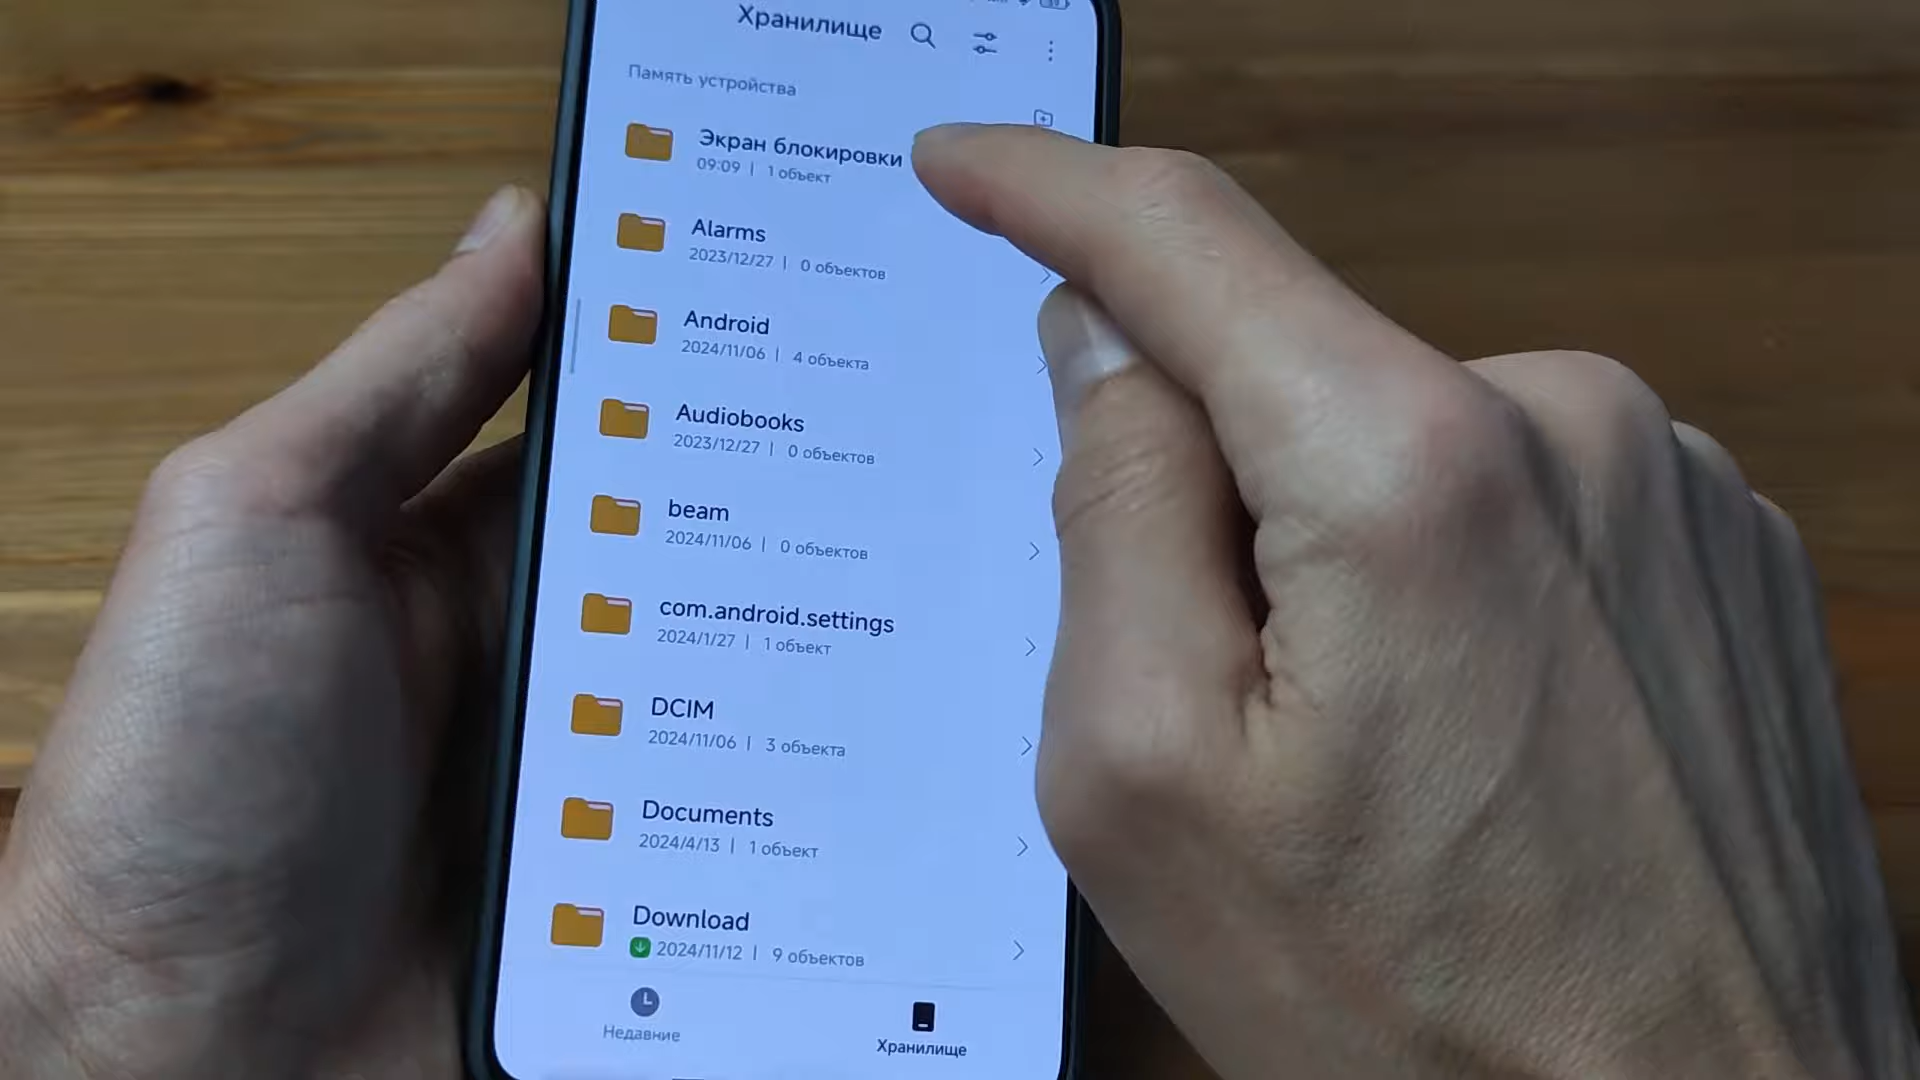 Хранилище
Память устройства
Экран блокировки
09:09 | 1 объект
Alarms
2023/12/27 | 0 объектов
Android
2024/11/06 | 4 объекта
Audiobooks
2023/12/27 | 0 объектов
beam
2024/11/06 | 0 объектов
com.android.settings
2024/1/27 | 1 объект
DCIM
2024/11/06 | 3 объекта
Documents
2024/4/13 | 1 объект
Download
2024/11/12 | 9 объектов
Недавние
Хранилище